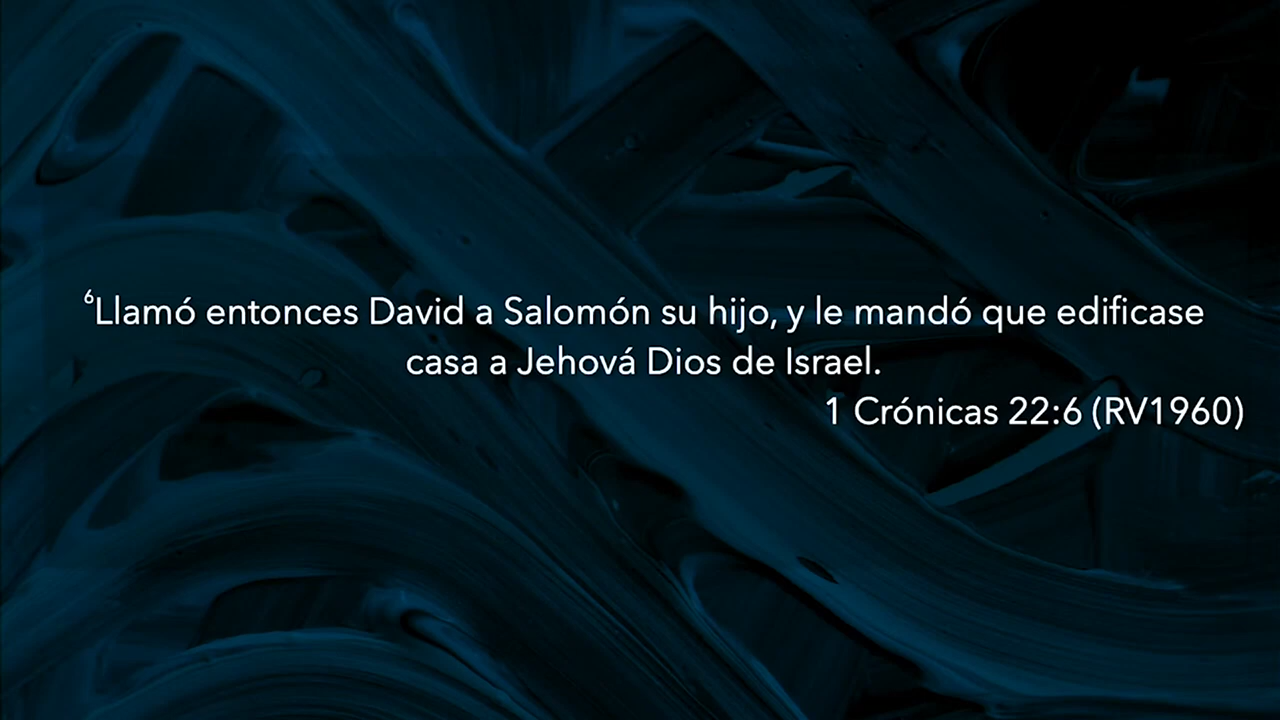 ⁶Llamó entonces David a Salomón su hijo, y le mandó que edificase
casa a Jehová Dios de Israel.
1 Crónicas 22:6 (RV1960)